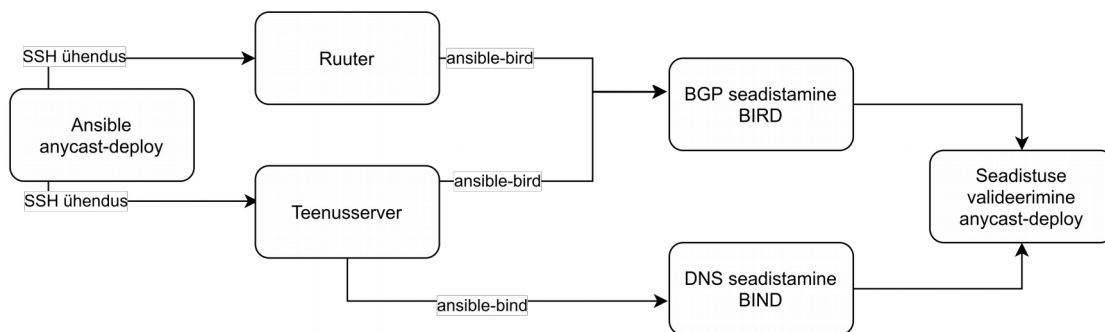 SSH ühendus
Ruuter
ansible-bird
BGP seadistamine
BIRD
Ansible
anycast-deploy
Seadistuse
valideerimine
anycast-deploy
SSH ühendus
Teenusserver
ansible-bird
DNS seadistamine
BIND
ansible-bind